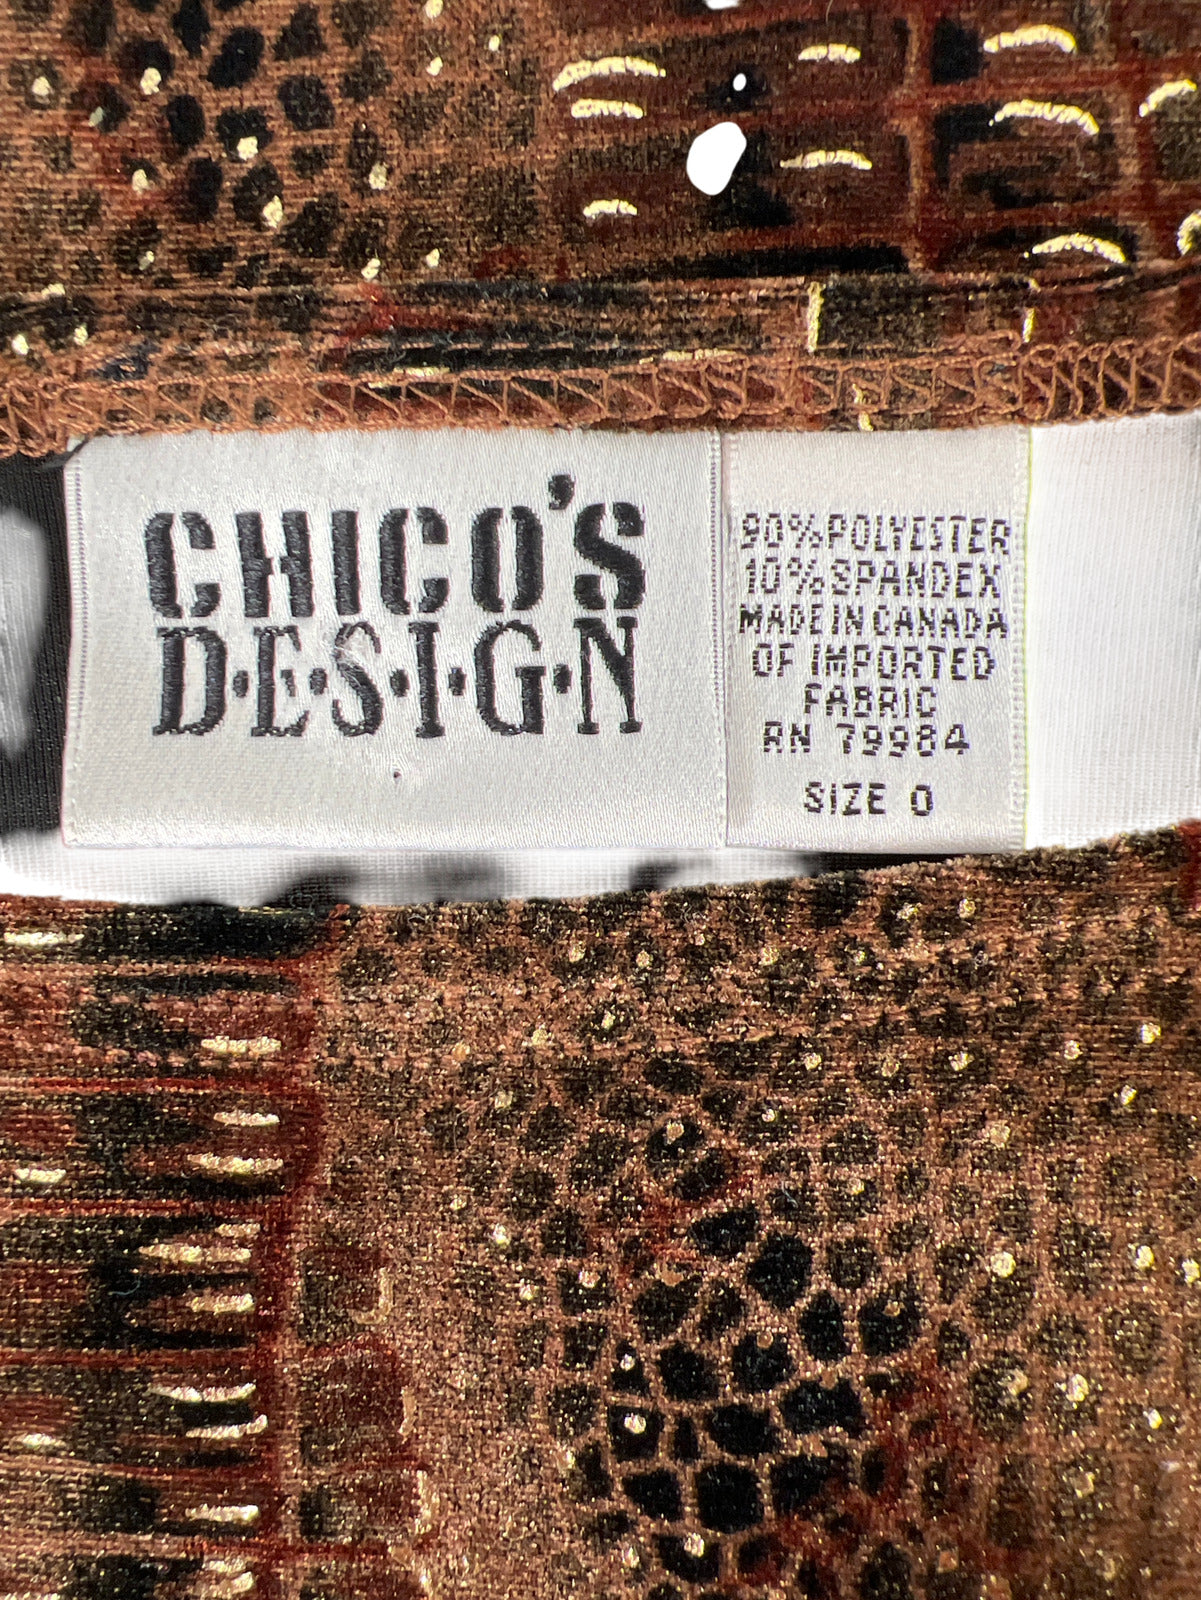 CHICO'S
D·E·S·I·G·N
90% POLYESTER
10% SPANDEX
MADE IN CANADA
OF IMPORTED
FABRIC
RN 79984
SIZE 0